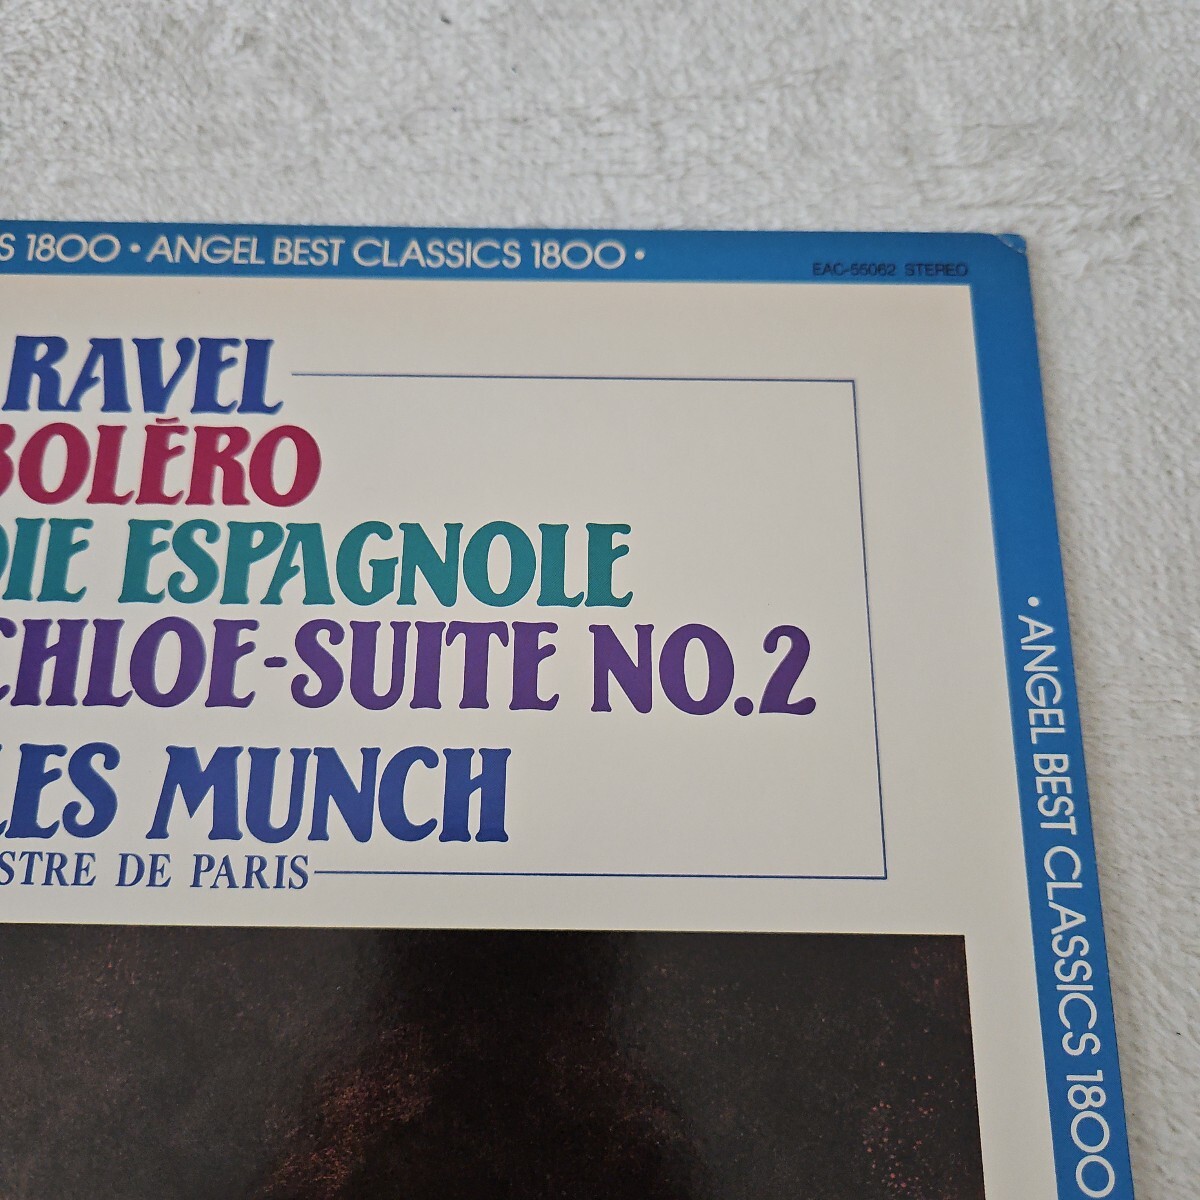 S 1800 • ANGEL BEST CLASSICS 1800 •
EAC-55062 STEREO
RAVEL
BOLÉRO
DIE ESPAGNOLE
CHLOE-SUITE NO.2
LES MUNCH
STRE DE PARIS
• ANGEL BEST CLASSICS 1800